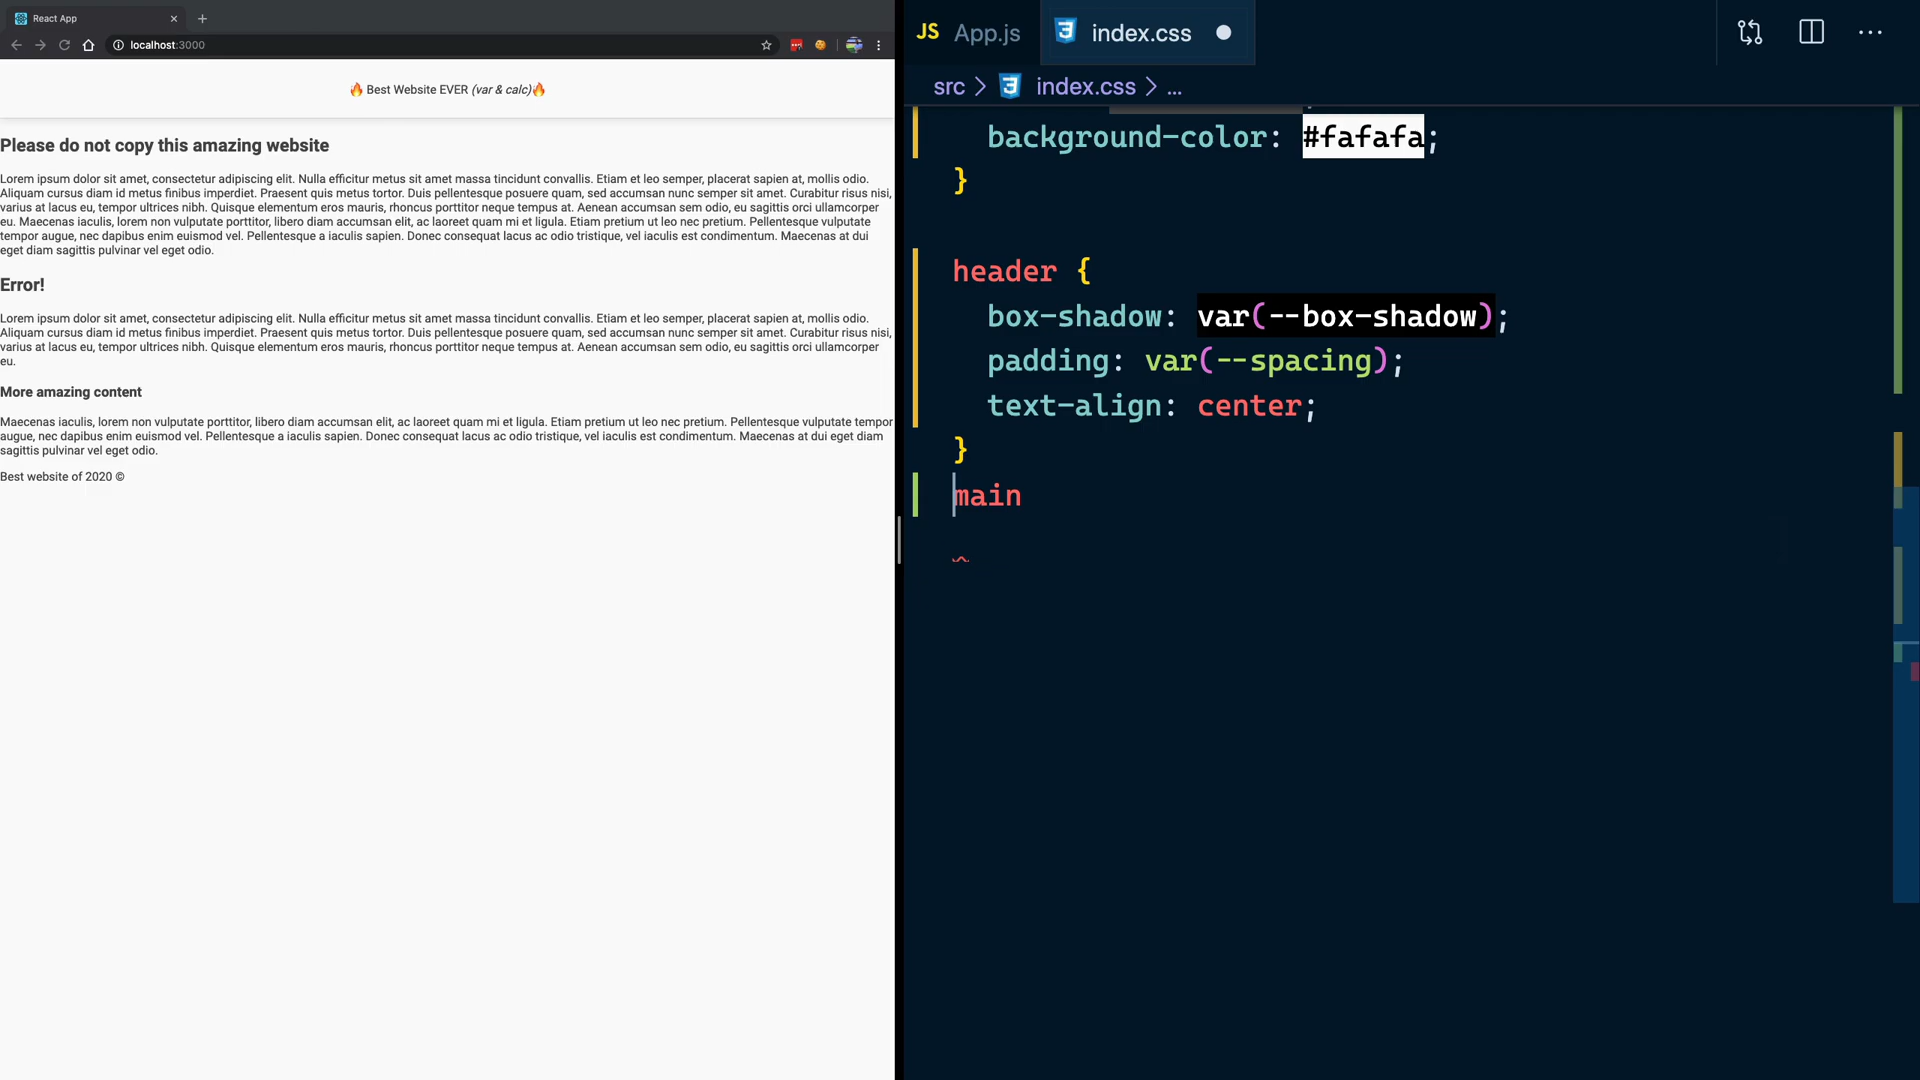 React App
localhost:3000
🔥 Best Website EVER (var & calc)🔥
Please do not copy this amazing website
Lorem ipsum dolor sit amet, consectetur adipiscing elit. Nulla efficitur metus sit amet massa tincidunt convallis. Etiam et leo semper, placerat sapien at, mollis odio.
Aliquam cursus diam id metus finibus imperdiet. Praesent quis metus tortor. Duis pellentesque posuere quam, sed accumsan nunc semper sit amet. Curabitur risus nisi,
varius at lacus eu, tempor ultrices nibh. Quisque elementum eros mauris, rhoncus porttitor neque tempus at. Aenean accumsan sem odio, eu sagittis orci ullamcorper
eu. Maecenas iaculis, lorem non vulputate porttitor, libero diam accumsan elit, ac laoreet quam mi et ligula. Etiam pretium ut leo nec pretium. Pellentesque vulputate
tempor augue, nec dapibus enim euismod vel. Pellentesque a iaculis sapien. Donec consequat lacus ac odio tristique, vel iaculis est condimentum. Maecenas at dui
eget diam sagittis pulvinar vel eget odio.
Error!
Lorem ipsum dolor sit amet, consectetur adipiscing elit. Nulla efficitur metus sit amet massa tincidunt convallis. Etiam et leo semper, placerat sapien at, mollis odio.
Aliquam cursus diam id metus finibus imperdiet. Praesent quis metus tortor. Duis pellentesque posuere quam, sed accumsan nunc semper sit amet. Curabitur risus nisi,
varius at lacus eu, tempor ultrices nibh. Quisque elementum eros mauris, rhoncus porttitor neque tempus at. Aenean accumsan sem odio, eu sagittis orci ullamcorper
eu.
More amazing content
Maecenas iaculis, lorem non vulputate porttitor, libero diam accumsan elit, ac laoreet quam mi et ligula. Etiam pretium ut leo nec pretium. Pellentesque vulputate tempor
augue, nec dapibus enim euismod vel. Pellentesque a iaculis sapien. Donec consequat lacus ac odio tristique, vel iaculis est condimentum. Maecenas at dui eget diam
sagittis pulvinar vel eget odio.
Best website of 2020 ©
JS App.js
index.css
src > index.css > ...
background-color: #fafafa;
}
header {
box-shadow: var(--box-shadow);
padding: var(--spacing);
text-align: center;
}
main